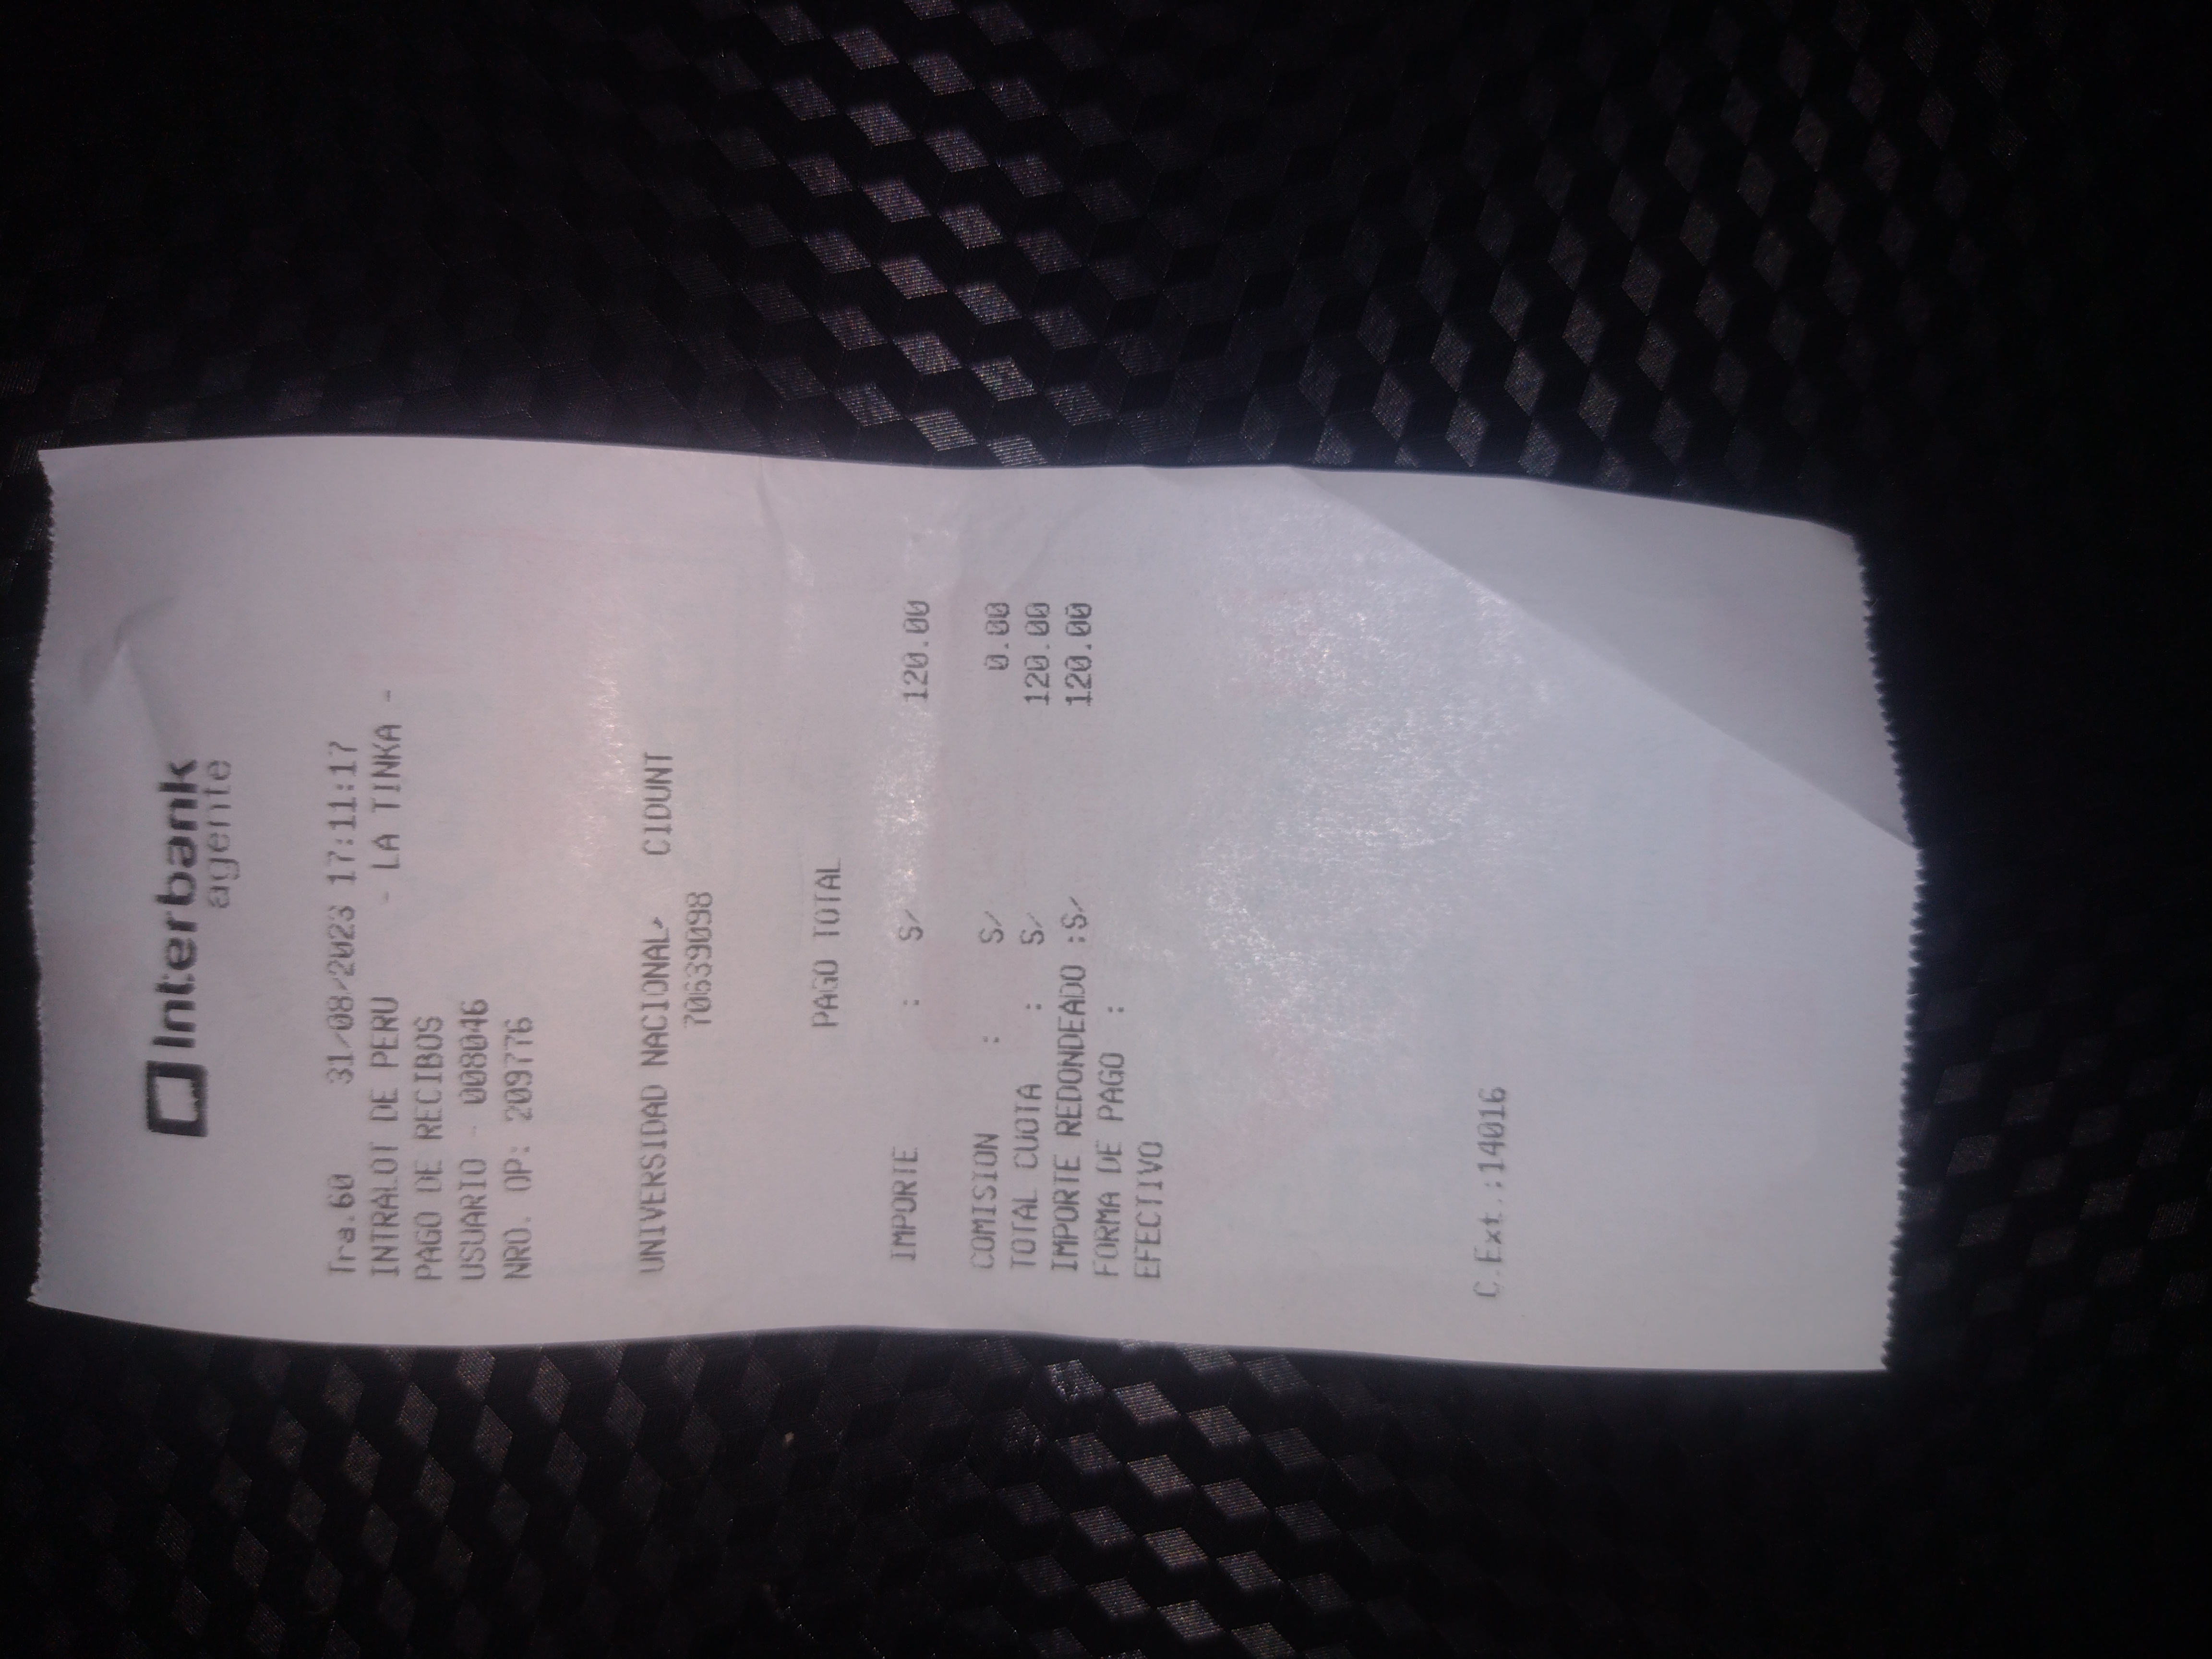 Interbank
agente
Tra.60 31/08/2023 17:11:17
INTRALOT DE PERU - LA TINKA -
PAGO DE RECIBOS
USUARIO - 008046
NRO. OP: 209776
UNIVERSIDAD NACIONAL, CIDUNT
70639098
PAGO TOTAL
IMPORTE : S/ 120.00
COMISION : S/ 0.00
TOTAL CUOTA : S/ 120.00
IMPORTE REDONDEADO :S/ 120.00
FORMA DE PAGO :
EFECTIVO
C.Ext.:14016